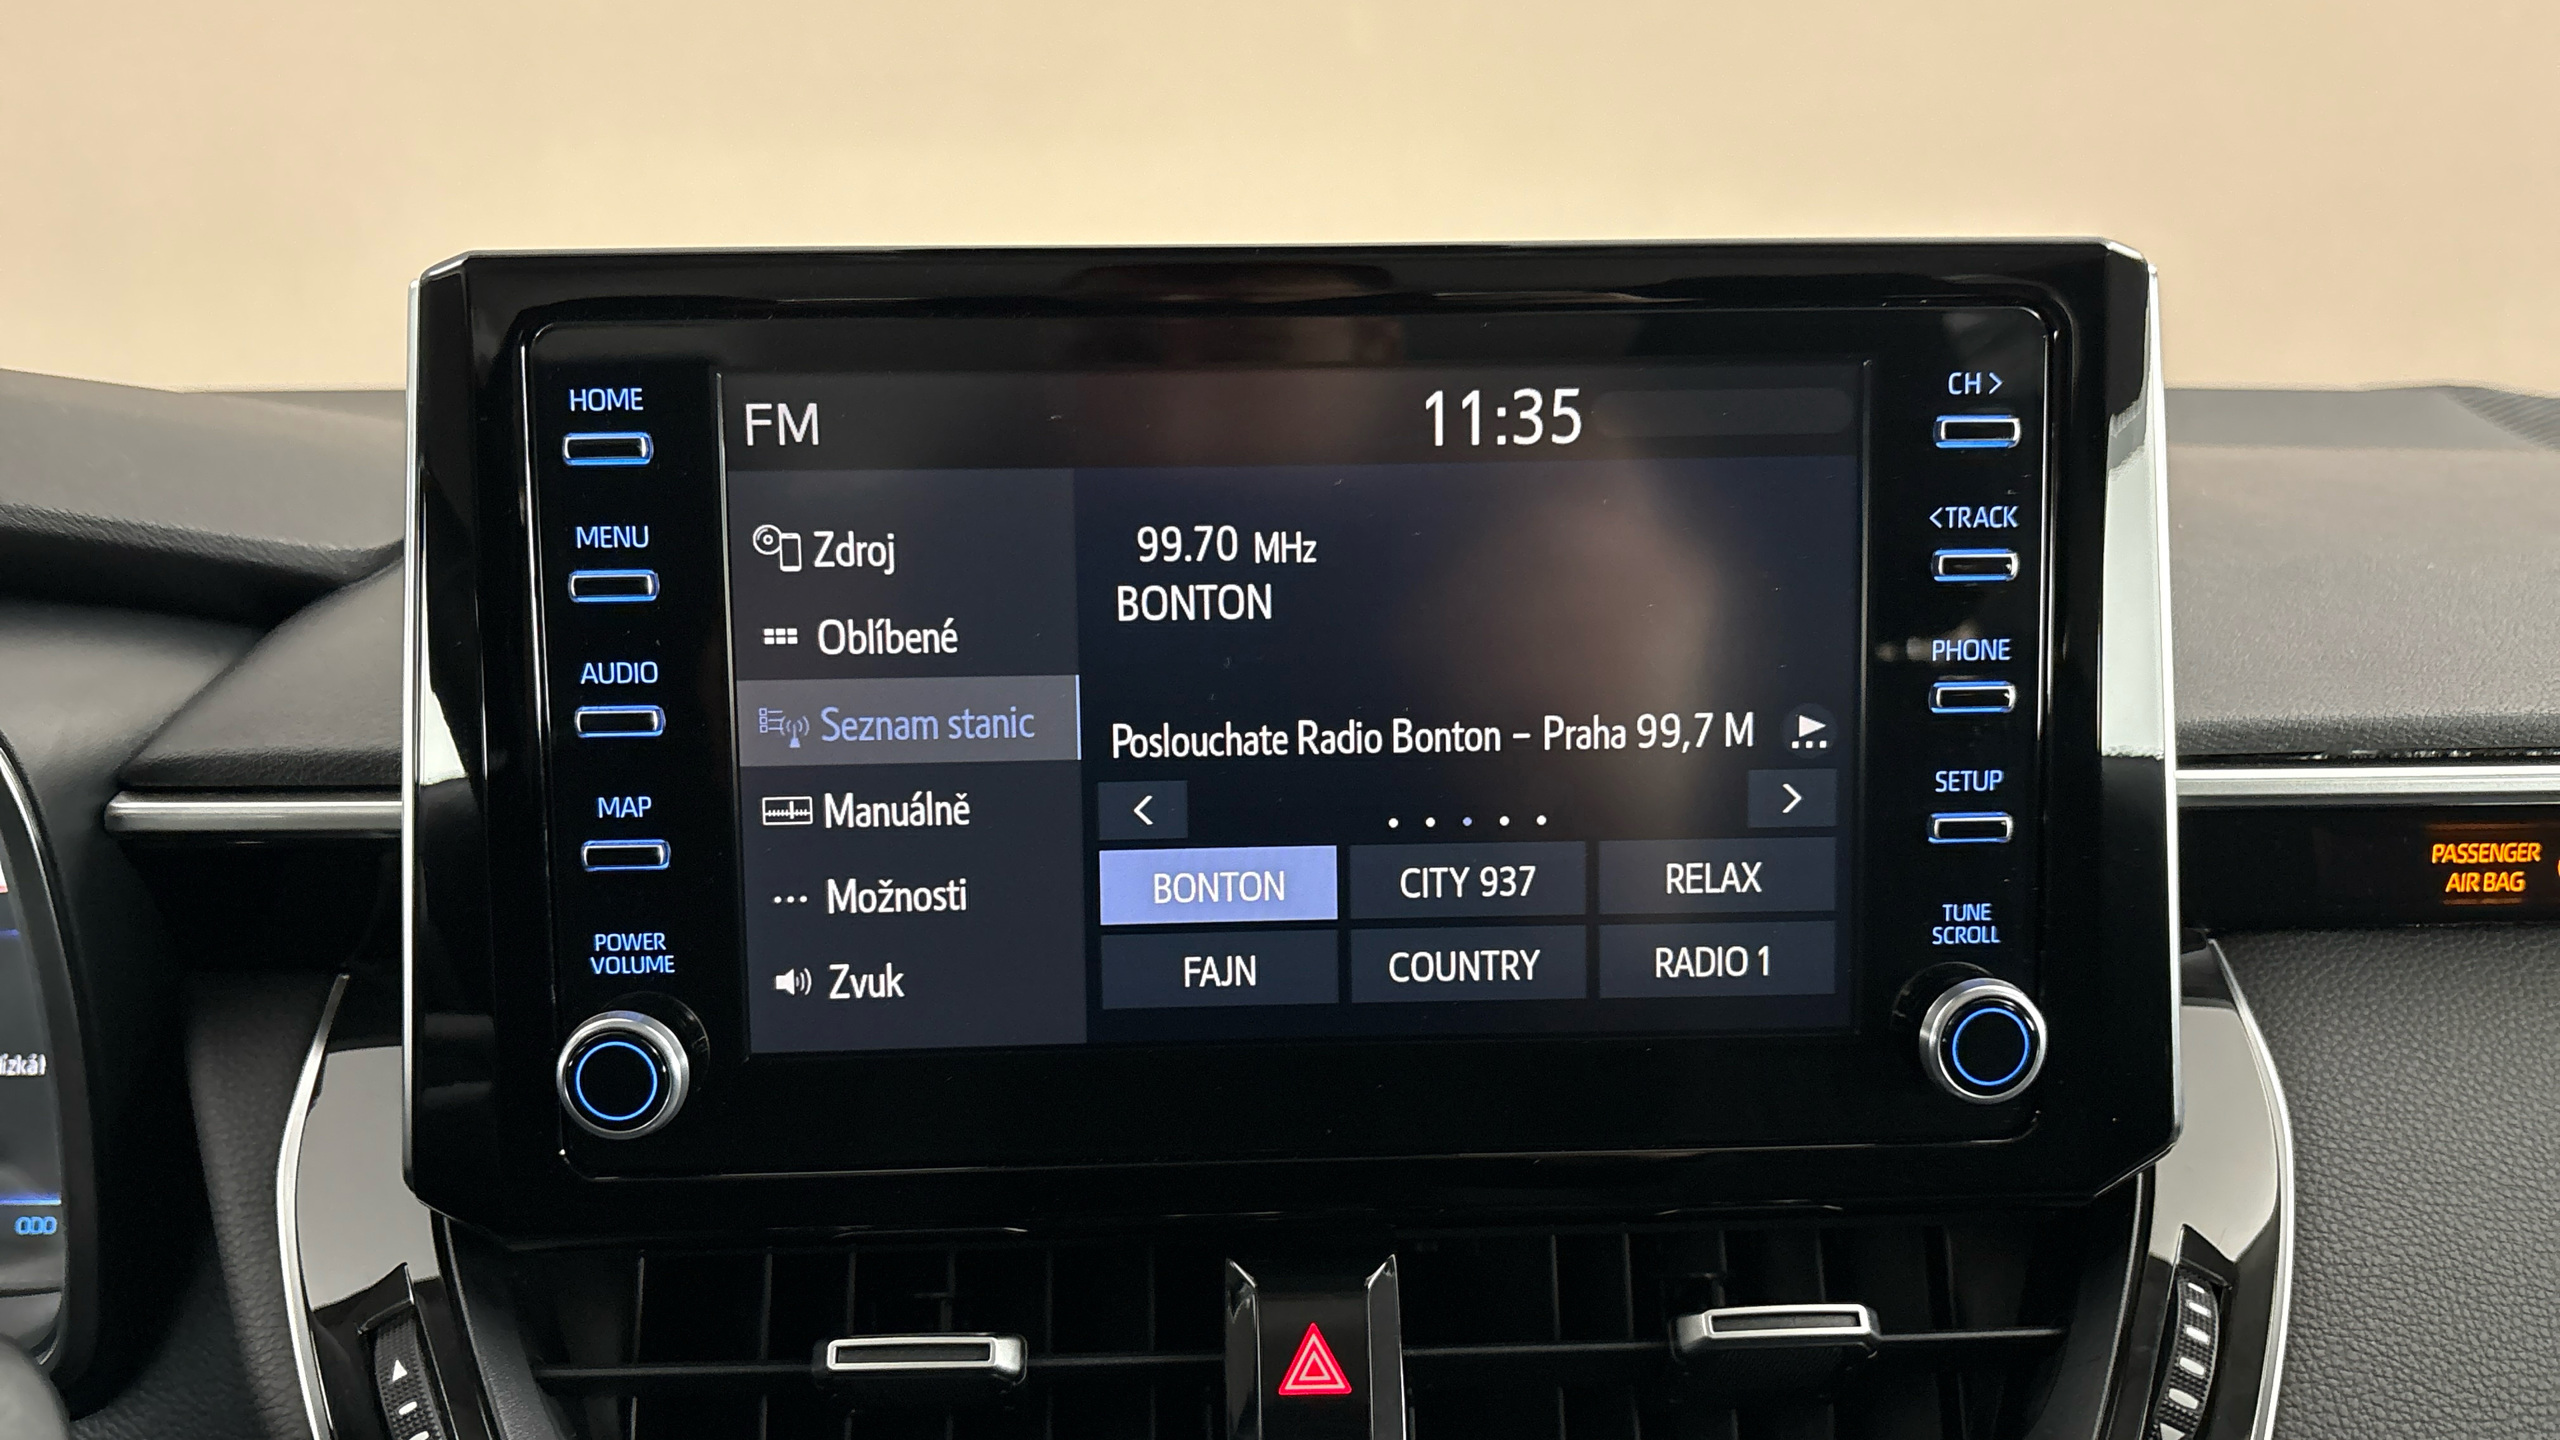 HOME
MENU
AUDIO
MAP
POWER
VOLUME
FM
11:35
Zdroj
Oblíbené
Seznam stanic
Manuálně
Možnosti
Zvuk
99.70 MHz
BONTON
Poslouchate Radio Bonton – Praha 99,7 M
BONTON
CITY 937
RELAX
FAJN
COUNTRY
RADIO 1
CH >
<TRACK
PHONE
SETUP
TUNE
SCROLL
PASSENGER
AIR BAG
ODO